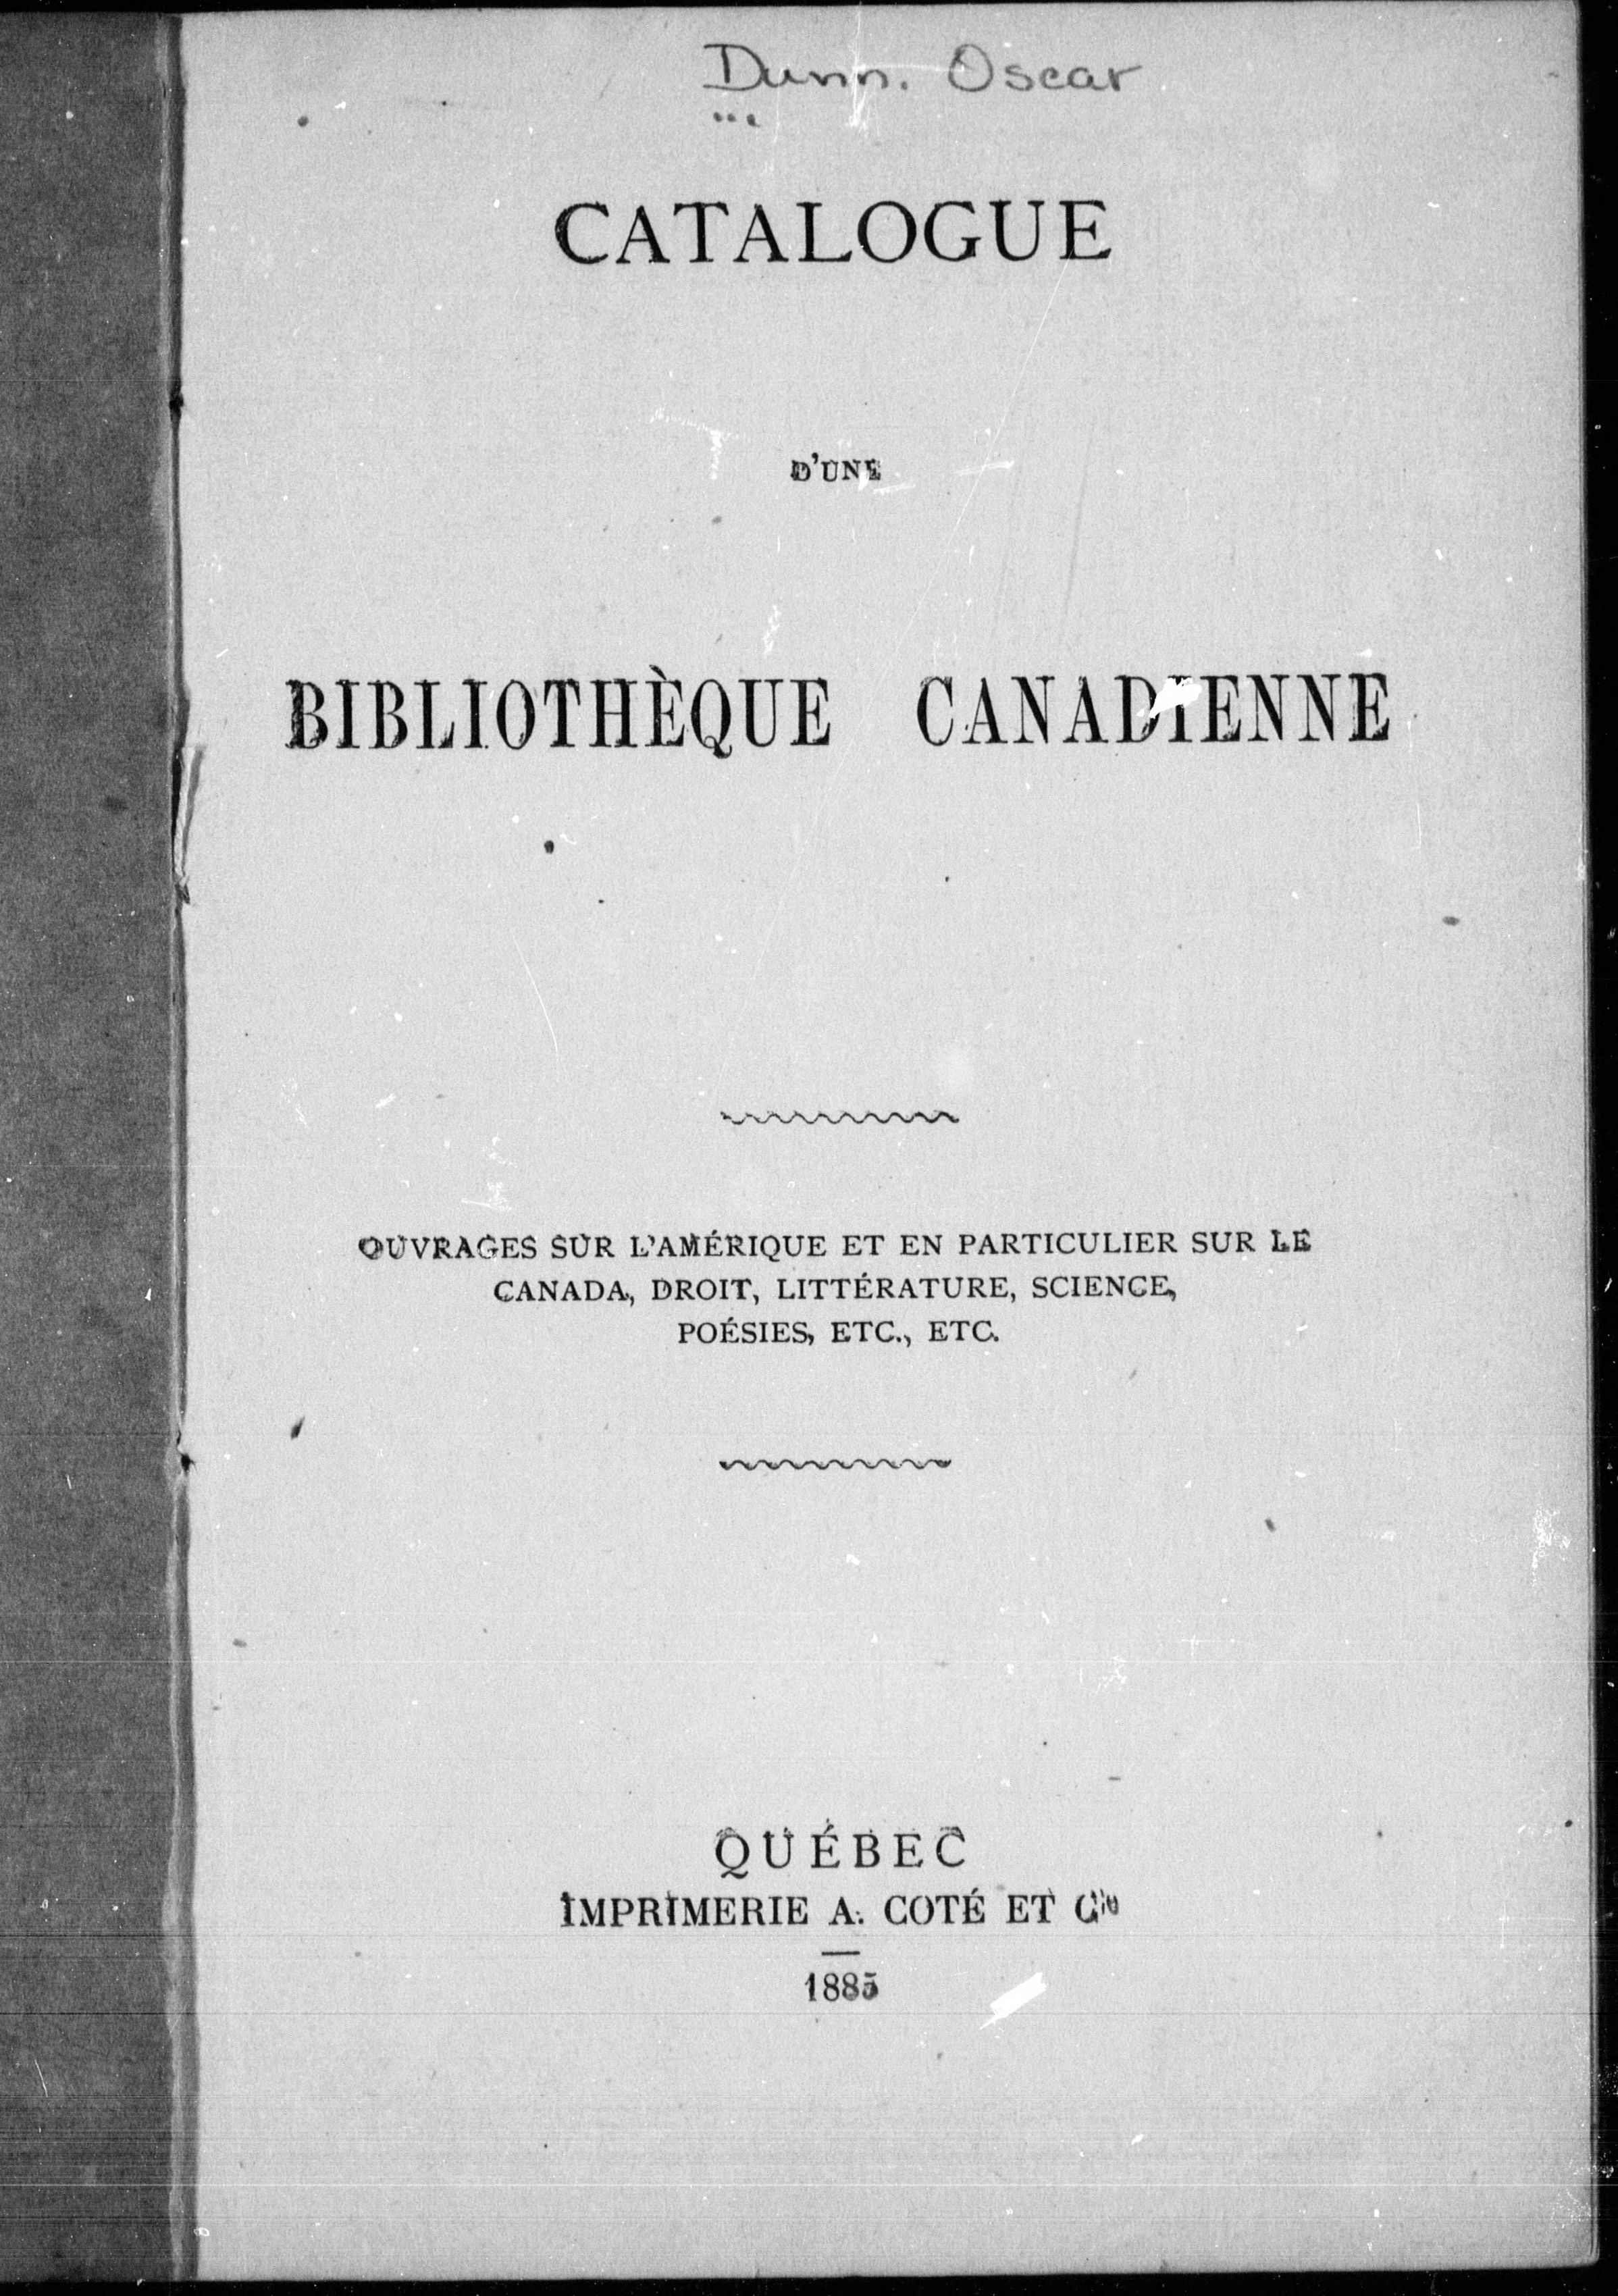 Dunn. Oscar
CATALOGUE
D'UNE
BIBLIOTHÈQUE CANADIENNE
OUVRAGES SUR L'AMÉRIQUE ET EN PARTICULIER SUR LE
CANADA, DROIT, LITTÉRATURE, SCIENCE,
POÉSIES, ETC., ETC.
QUÉBEC
IMPRIMERIE A. COTÉ ET Cie
1885